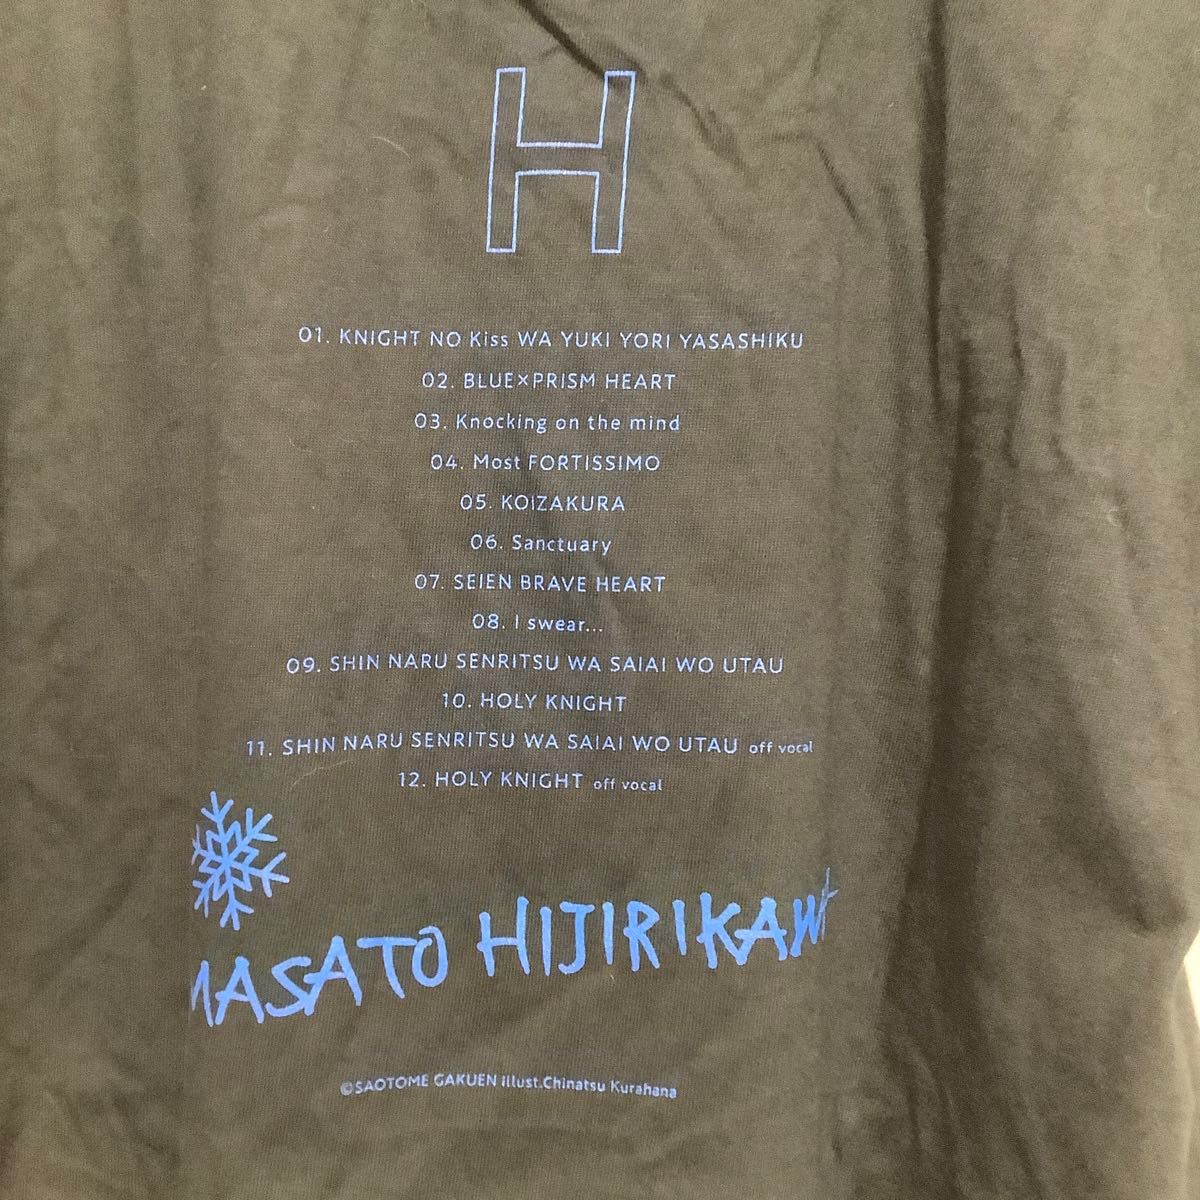 H
01. KNIGHT NO Kiss WA YUKI YORI YASASHIKU
02. BLUE×PRISM HEART
03. Knocking on the mind
04. Most FORTISSIMO
05. KOIZAKURA
06. Sanctuary
07. SEIEN BRAVE HEART
08. I swear...
09. SHIN NARU SENRITSU WA SAIAI WO UTAU
10. HOLY KNIGHT
11. SHIN NARU SENRITSU WA SAIAI WO UTAU off vocal
12. HOLY KNIGHT off vocal
MASATO HIJIRIKAWA
©SAOTOME GAKUEN illust.Chinatsu Kurahana